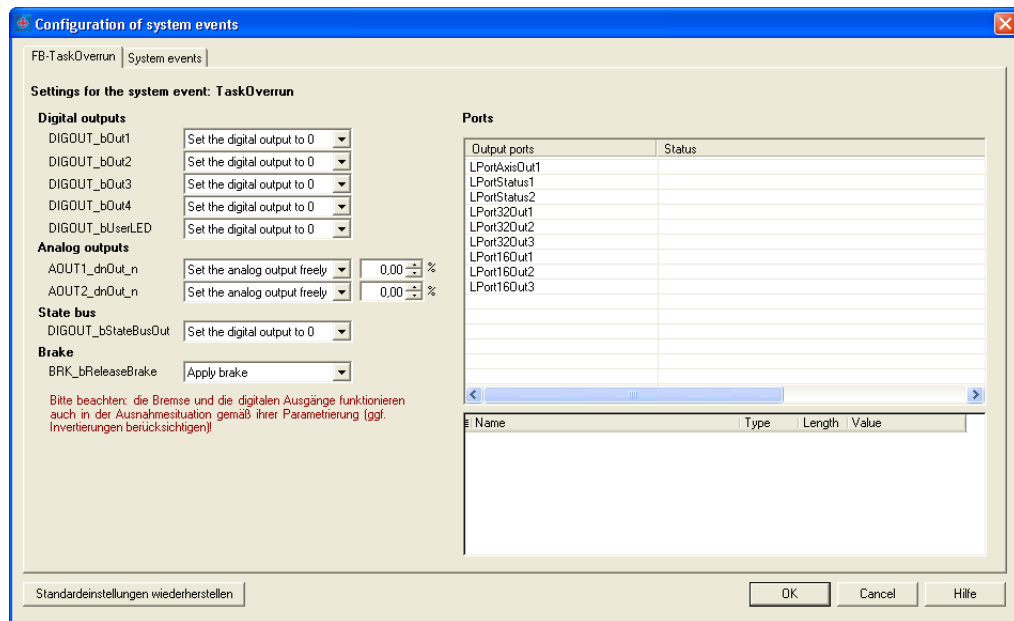 Configuration of system events
FB-TaskOverrun System events
Settings for the system event: TaskOverrun
Digital outputs
DIGOUT_bOut1 Set the digital output to 0
DIGOUT_bOut2 Set the digital output to 0
DIGOUT_bOut3 Set the digital output to 0
DIGOUT_bOut4 Set the digital output to 0
DIGOUT_bUserLED Set the digital output to 0
Analog outputs
AOUT1_dnOut_n Set the analog output freely 0,00 %
AOUT2_dnOut_n Set the analog output freely 0,00 %
State bus
DIGOUT_bStateBusOut Set the digital output to 0
Brake
BRK_bReleaseBrake Apply brake
Bitte beachten: die Bremse und die digitalen Ausgänge funktionieren
auch in der Ausnahmesituation gemäß ihrer Parametrierung (ggf.
Invertierungen berücksichtigen)!
Ports
Output ports Status
LPortAxisOut1
LPortStatus1
LPortStatus2
LPort32Out1
LPort32Out2
LPort32Out3
LPort16Out1
LPort16Out2
LPort16Out3
Name Type Length Value
Standardeinstellungen wiederherstellen OK Cancel Hilfe